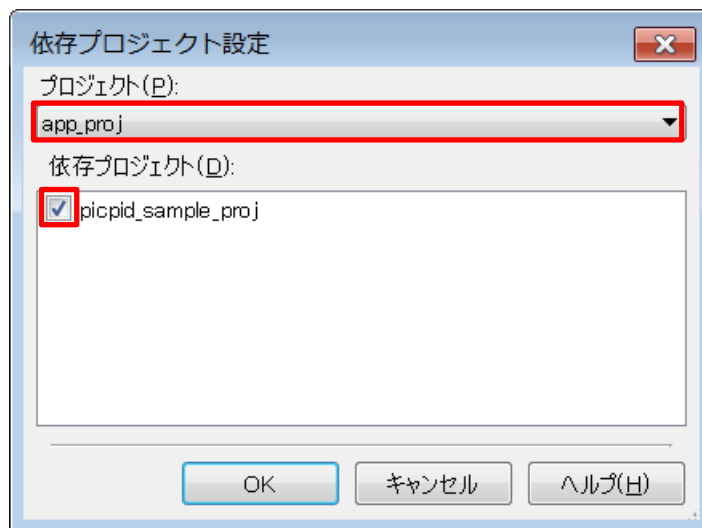 依存プロジェクト設定
プロジェクト(P):
app_proj
依存プロジェクト(D):
picpid_sample_proj
OK
キャンセル
ヘルプ(H)